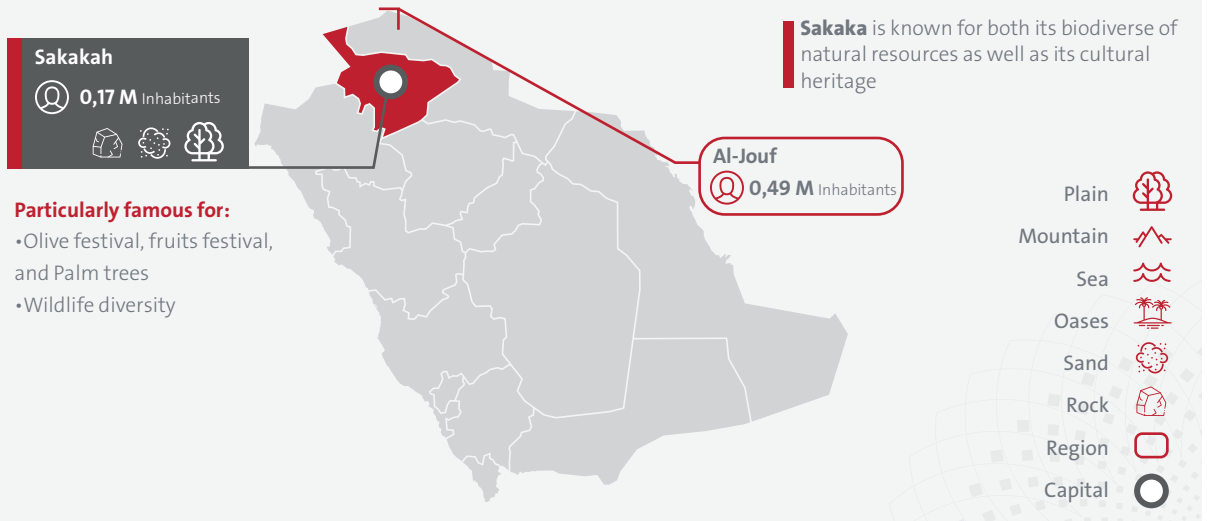 Sakakah
0,17 M Inhabitants
Particularly famous for:
•Olive festival, fruits festival,
and Palm trees
•Wildlife diversity
Sakaka is known for both its biodiverse of
natural resources as well as its cultural
heritage
Al-Jouf
0,49 M Inhabitants
Plain
Mountain
Sea
Oases
Sand
Rock
Region
Capital